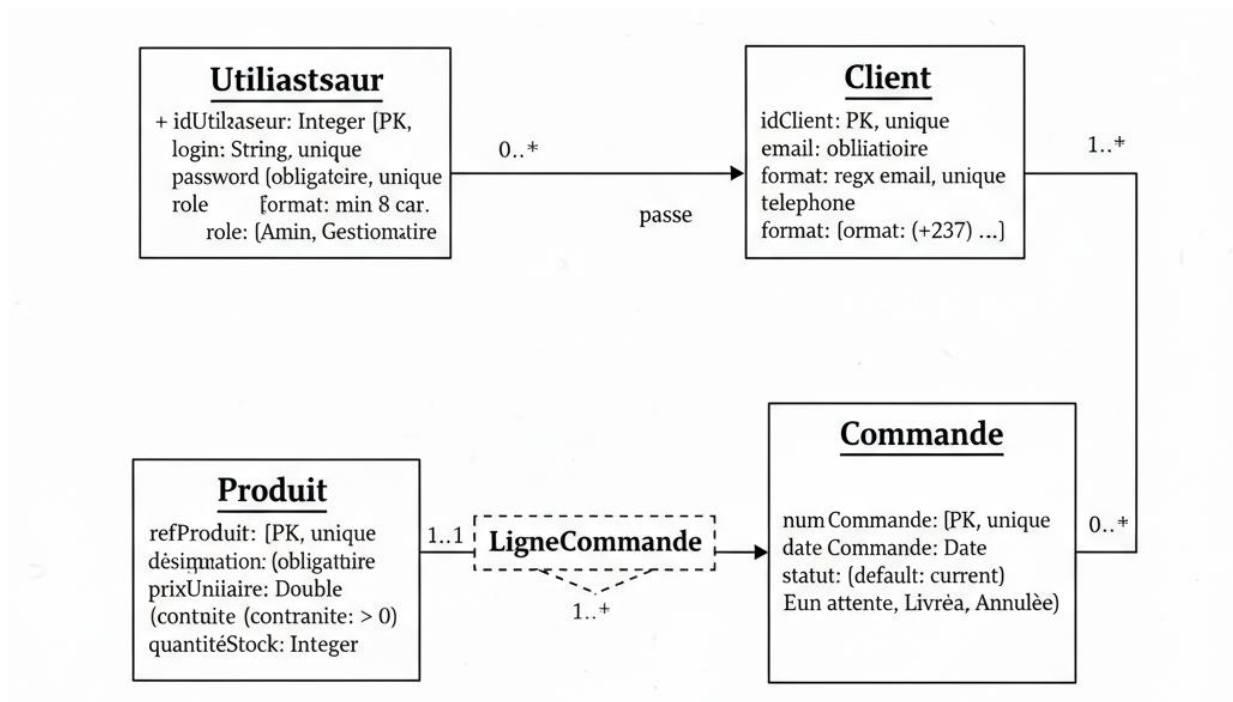 Utiliastsaur
+ idUtilizaseur: Integer [PK,
login: String, unique
password (obligateire, unique
role [format: min 8 car.
role: (Amin, Gestiomatire
0..*
passe
Client
idClient: PK, unique
email: obliiatioire
format: regx email, unique
telephone
format: [ormat: (+237) ...]
1..*
Produit
refProduit: [PK, unique
désignnation: (obligattire
prixUniiaire: Double
(contuite (contranite: > 0)
quantitéStock: Integer
1..1
LigneCommande
1..*
Commande
num Commande: [PK, unique
date Commande: Date
statut: (default: current)
Eun attente, Livrèa, Annulèe)
0..*